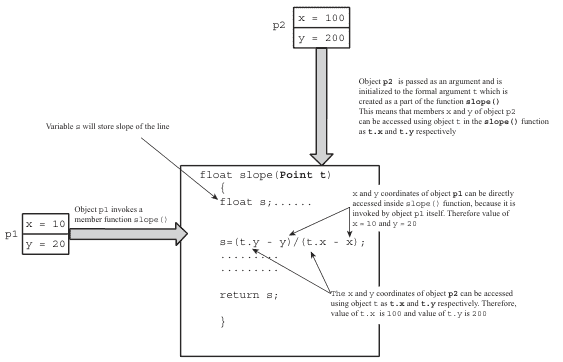 p2
x = 100
y = 200
Object p2 is passed as an argument and is
initialized to the formal argument t which is
created as a part of the function slope()
This means that members x and y of object p2
can be accessed using object t in the slope() function
as t.x and t.y respectively
Variable s will store slope of the line
float slope(Point t)
{
float s;......
x and y coordinates of object p1 can be directly
accessed inside slope() function, because it is
invoked by object p1 itself. Therefore value of
x = 10 and y = 20
Object p1 invokes a
member function slope()
p1
x = 10
y = 20
s=(t.y - y)/(t.x - x);
.........
.........
The x and y coordinates of object p2 can be accessed
using object t as t.x and t.y respectively. Therefore,
value of t.x is 100 and value of t.y is 200
return s;
}